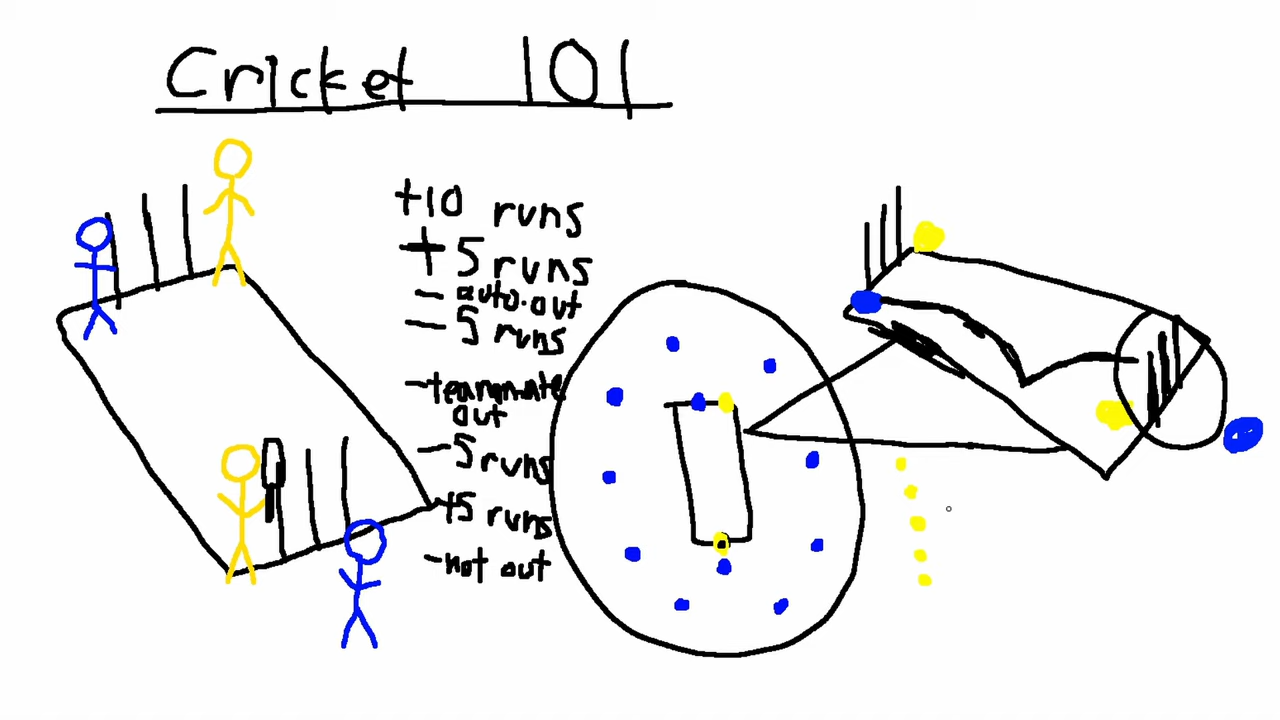 Cricket 101
+10 runs
+5 runs
- auto-out
- 5 runs
- teammate
out
-5 runs
+5 runs
-not out